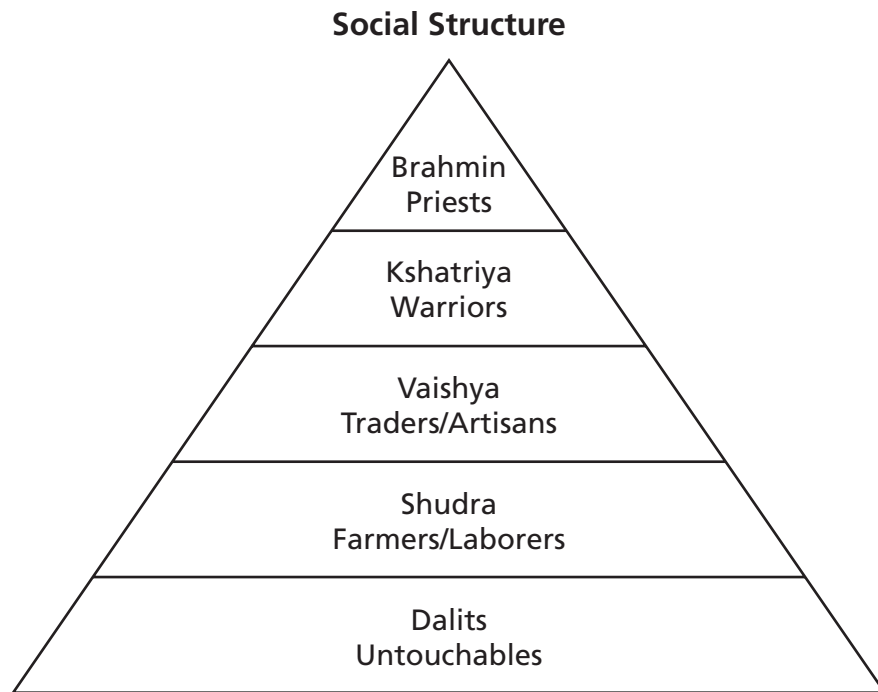 Social Structure
Brahmin
Priests
Kshatriya
Warriors
Vaishya
Traders/Artisans
Shudra
Farmers/Laborers
Dalits
Untouchables